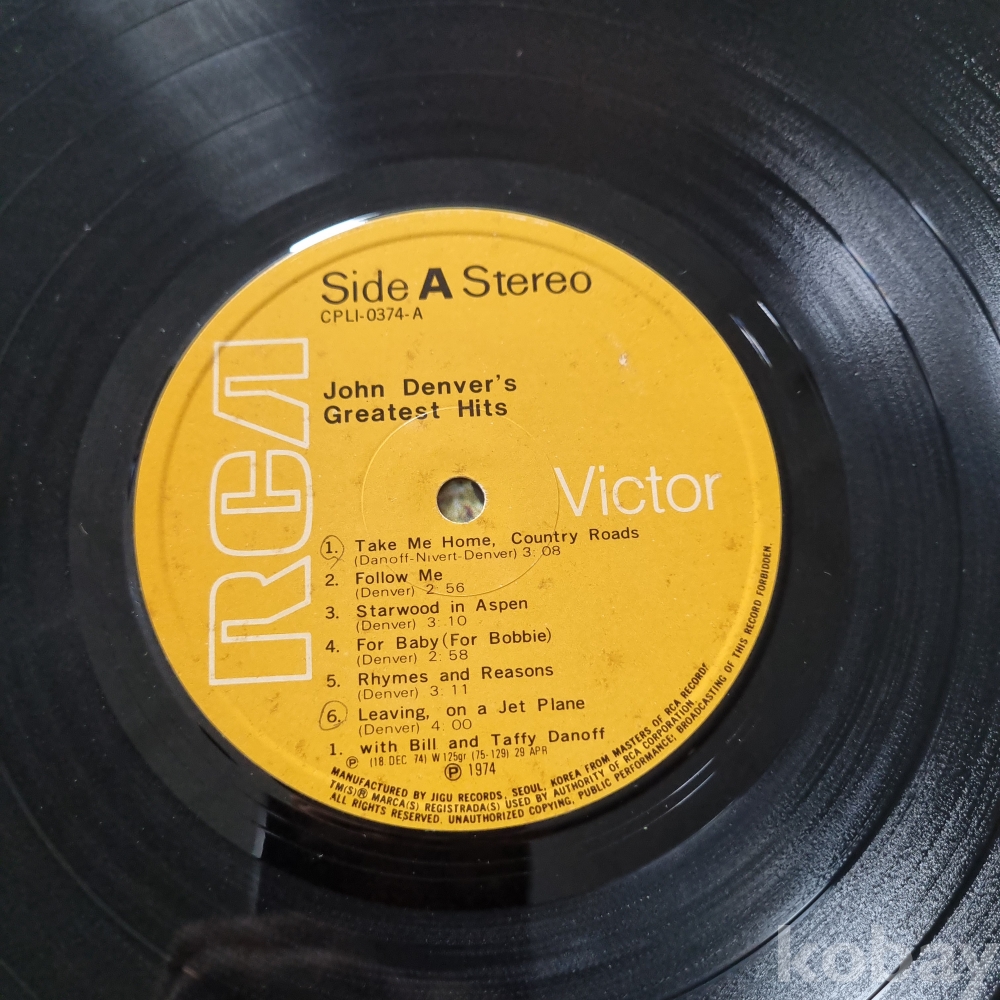 Side A Stereo
CPLI-0374-A
RCA
John Denver's
Greatest Hits
Victor
1. Take Me Home, Country Roads
(Danoff-Nivert-Denver) 3:08
2. Follow Me
(Denver) 2:56
3. Starwood in Aspen
(Denver) 3:10
4. For Baby (For Bobbie)
(Denver) 2:58
5. Rhymes and Reasons
(Denver) 3:11
6. Leaving, on a Jet Plane
(Denver) 4:00
1. with Bill and Taffy Danoff
Ⓟ (18 DEC 74) W 125gr (75-129) 29 APR
Ⓟ 1974
MANUFACTURED BY JIGU RECORDS, SEOUL, KOREA FROM MASTERS OF RCA RECORDS
TM(S)® MARCA(S) REGISTRADA(S) USED BY AUTHORITY OF RCA CORPORATION
ALL RIGHTS RESERVED. UNAUTHORIZED COPYING, PUBLIC PERFORMANCE, BROADCASTING OF THIS RECORD FORBIDDEN.
kobay